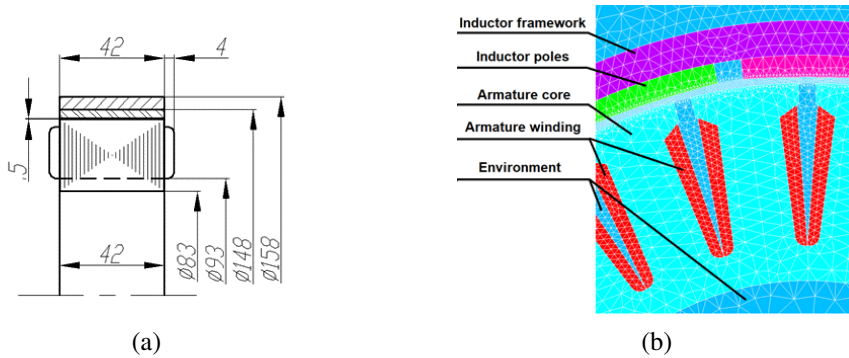 42
4
.5
42
Ø83
Ø93
Ø148
Ø158
(a)
Inductor framework
Inductor poles
Armature core
Armature winding
Environment
(b)